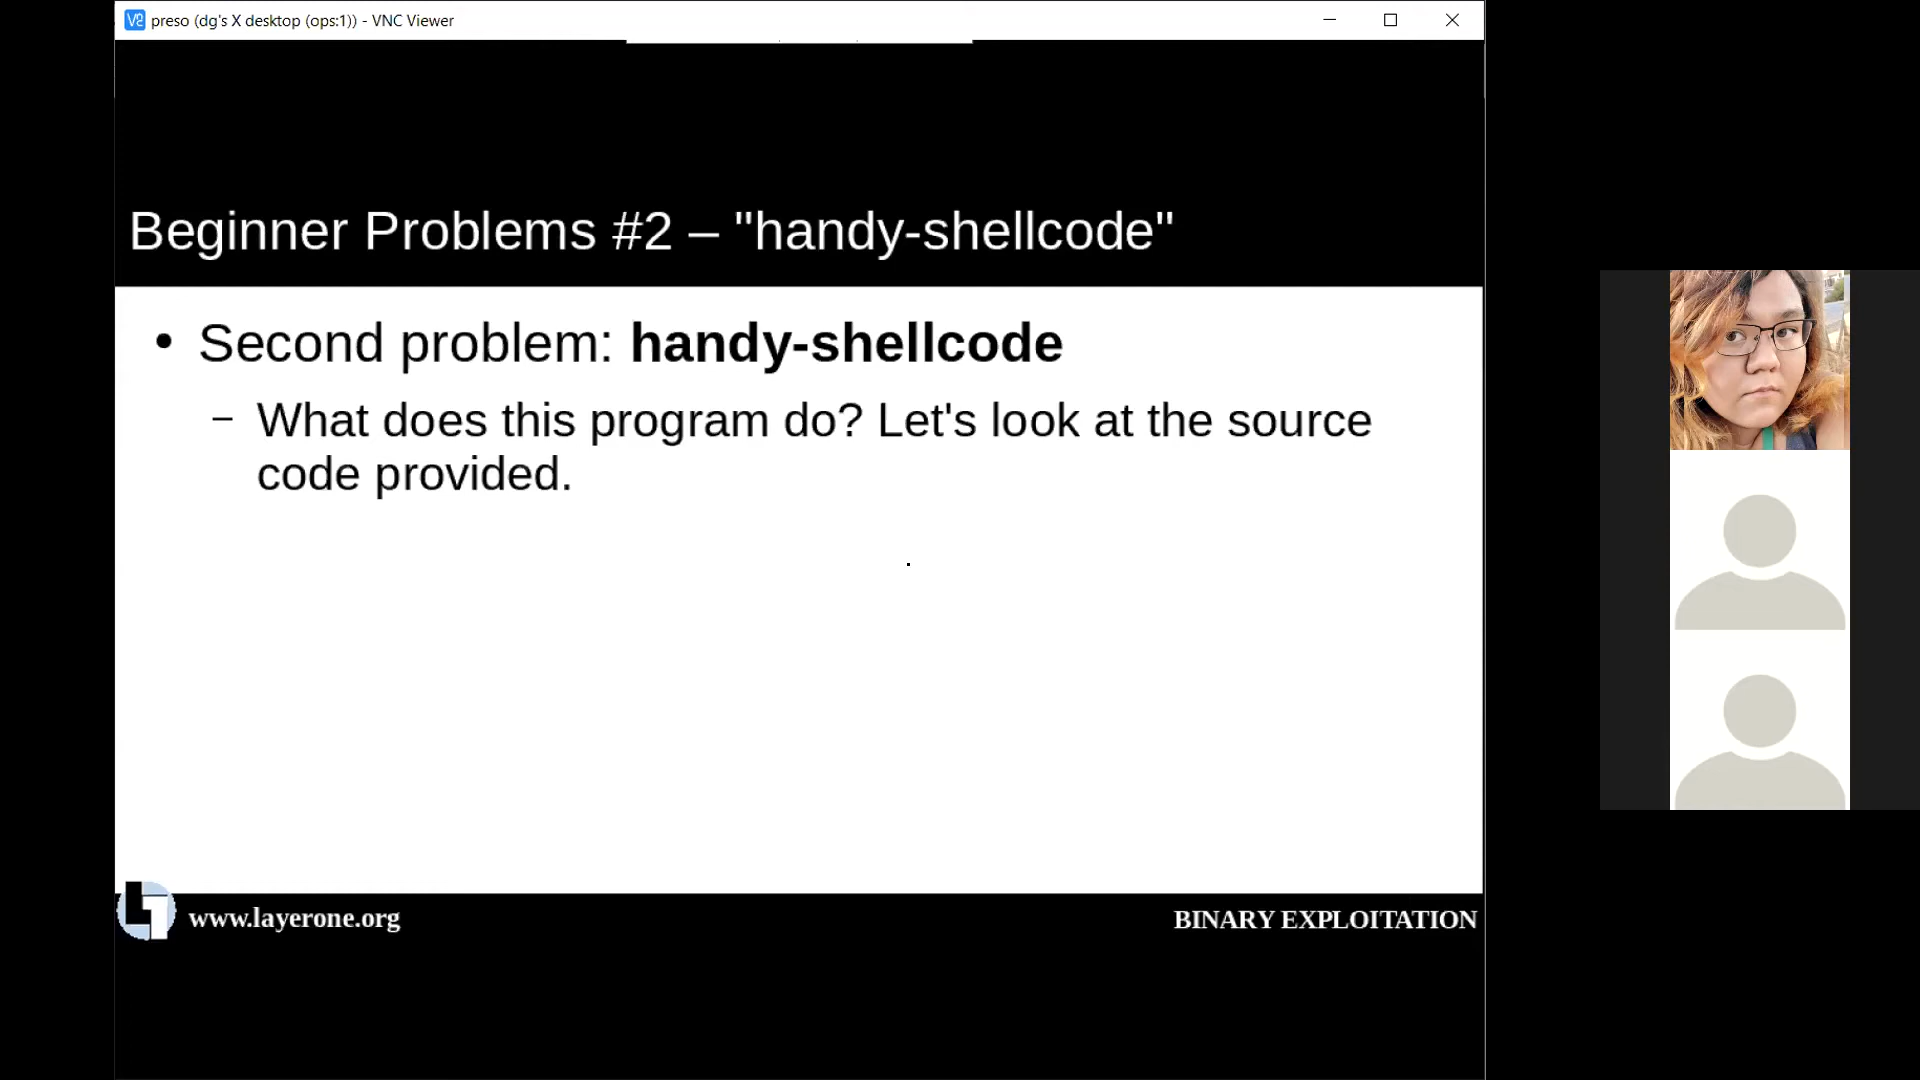 preso (dg's X desktop (ops:1)) - VNC Viewer
Beginner Problems #2 – "handy-shellcode"
• Second problem: handy-shellcode
– What does this program do? Let's look at the source
code provided.
www.layerone.org
BINARY EXPLOITATION